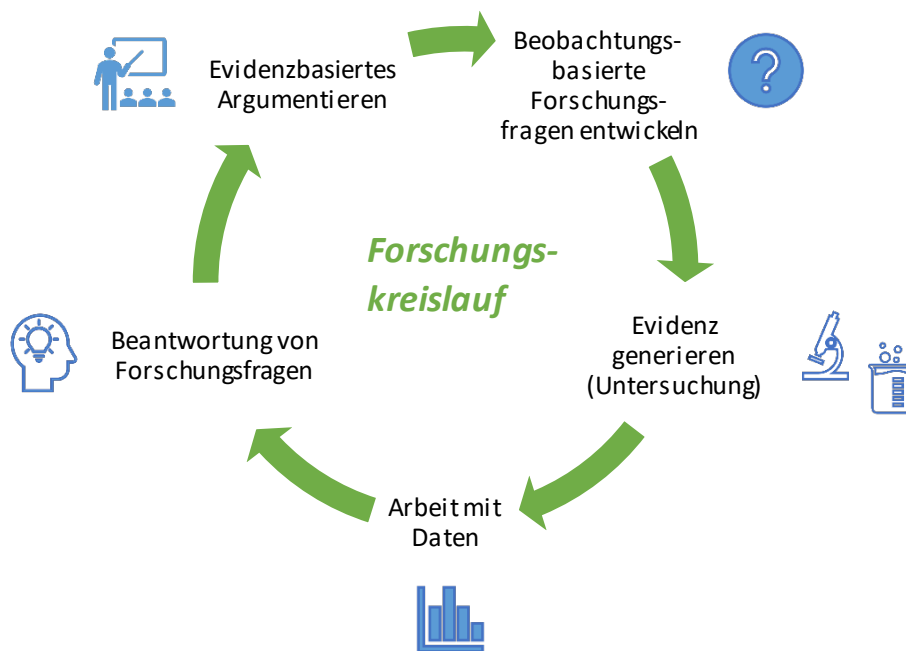 Forschungs-
kreislauf
Beobachtungs-
basierte
Forschungs-
fragen entwickeln
Evidenz
generieren
(Untersuchung)
Arbeit mit
Daten
Beantwortung von
Forschungsfragen
Evidenzbasiertes
Argumentieren
?